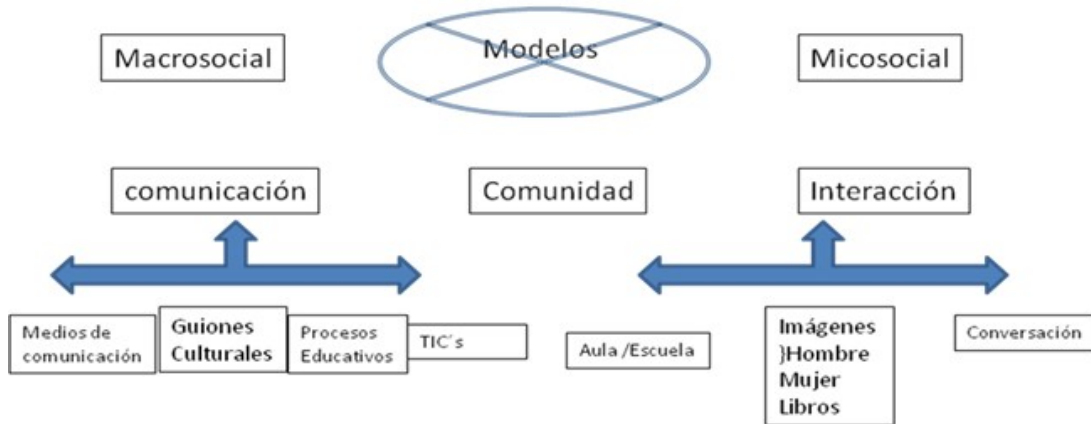 Macrosocial
Modelos
Micosocial
comunicación
Comunidad
Interacción
Medios de
comunicación
Guiones
Culturales
Procesos
Educativos
TIC´s
Aula /Escuela
Imágenes
}Hombre
Mujer
Libros
Conversación